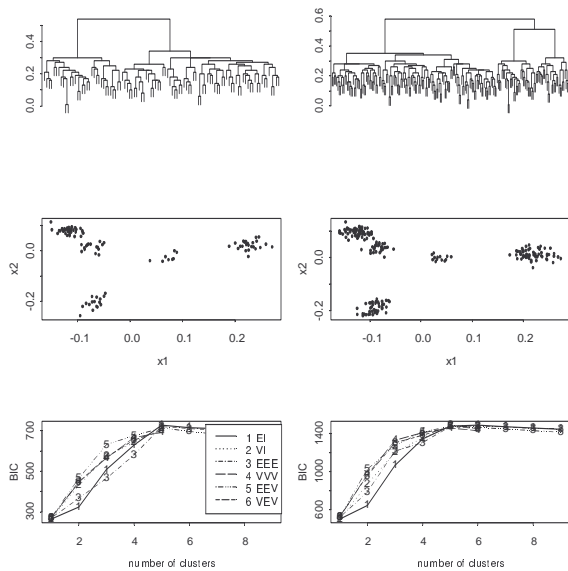 0.0 0.2 0.4
0.0 0.2 0.4 0.6
x2
-0.2 0.0
-0.1 0.0 0.1 0.2
x1
x2
-0.2 0.0
-0.1 0.0 0.1 0.2
x1
BIC
300 500 700
1 EI
2 VI
3 EEE
4 VVV
5 EEV
6 VEV
2 4 6 8
number of clusters
BIC
600 1000 1400
2 4 6 8
number of clusters